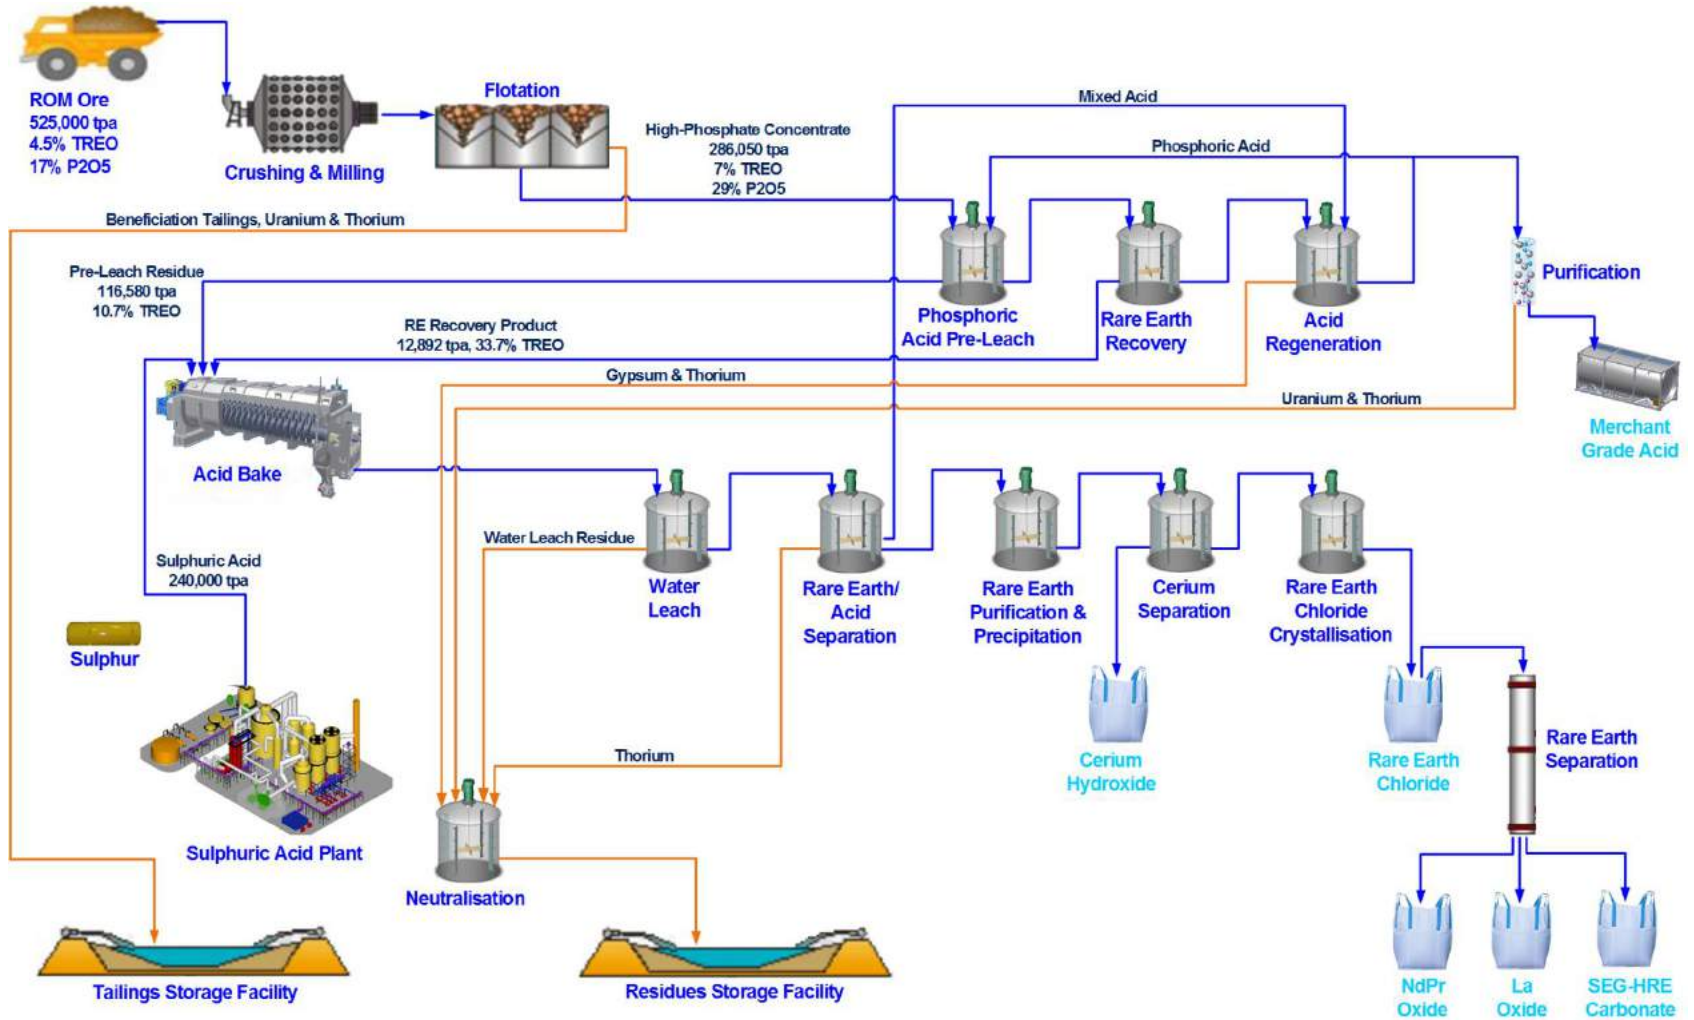 ROM Ore
525,000 tpa
4.5% TREO
17% P2O5
Crushing & Milling
Flotation
High-Phosphate Concentrate
286,050 tpa
7% TREO
29% P2O5
Mixed Acid
Phosphoric Acid
Beneficiation Tailings, Uranium & Thorium
Pre-Leach Residue
116,580 tpa
10.7% TREO
RE Recovery Product
12,892 tpa, 33.7% TREO
Phosphoric
Acid Pre-Leach
Rare Earth
Recovery
Acid
Regeneration
Purification
Gypsum & Thorium
Uranium & Thorium
Merchant
Grade Acid
Acid Bake
Water Leach Residue
Sulphuric Acid
240,000 tpa
Water
Leach
Rare Earth/
Acid
Separation
Rare Earth
Purification &
Precipitation
Cerium
Separation
Rare Earth
Chloride
Crystallisation
Sulphur
Thorium
Cerium
Hydroxide
Rare Earth
Chloride
Rare Earth
Separation
Sulphuric Acid Plant
Neutralisation
Tailings Storage Facility
Residues Storage Facility
NdPr
Oxide
La
Oxide
SEG-HRE
Carbonate